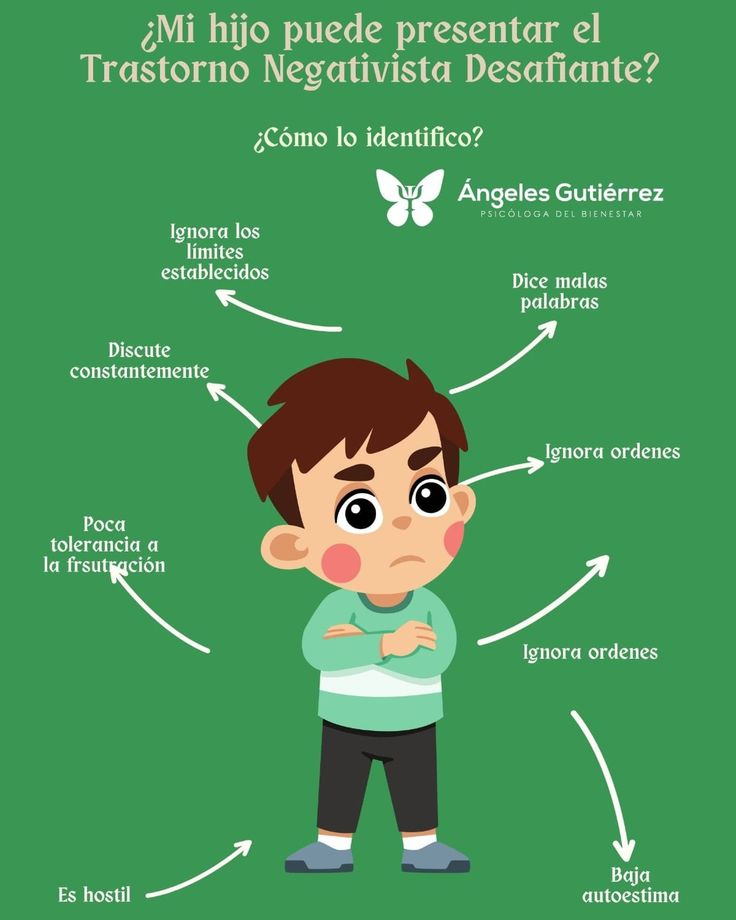 ¿Mi hijo puede presentar el
Trastorno Negativista Desafiante?
¿Cómo lo identifico?
Ángeles Gutiérrez
PSICÓLOGA DEL BIENESTAR
Ignora los
límites
establecidos
Dice malas
palabras
Discute
constantemente
Ignora ordenes
Poca
tolerancia a
la frsutración
Ignora ordenes
Es hostil
Baja
autoestima